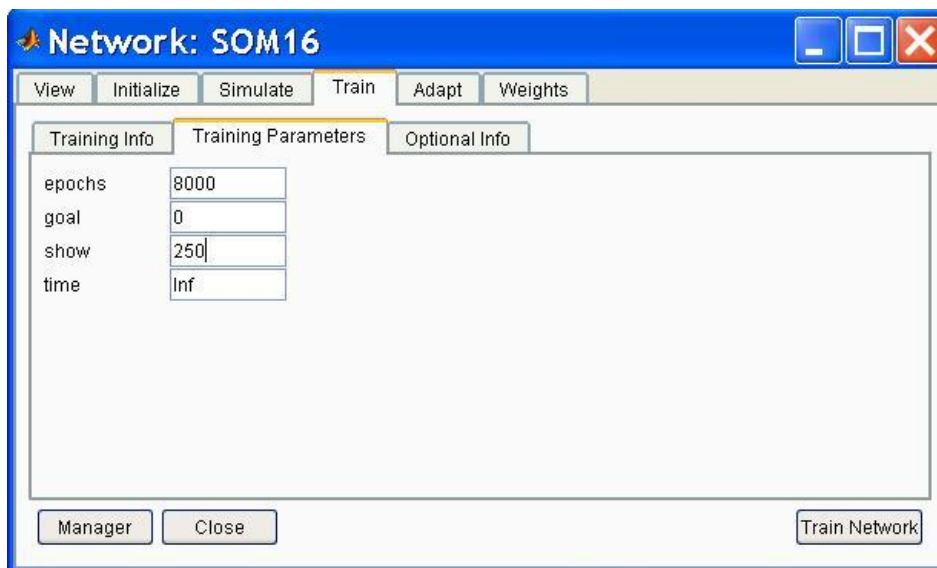 Network: SOM16
View Initialize Simulate Train Adapt Weights
Training Info Training Parameters Optional Info
epochs 8000
goal 0
show 250
time Inf
Manager Close Train Network